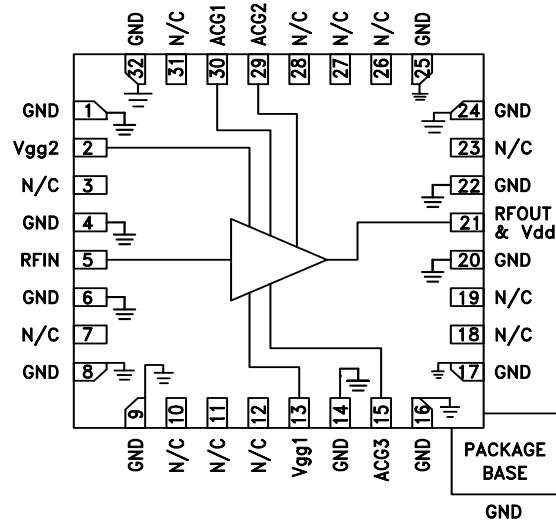 GND
N/C
ACG1
ACG2
N/C
N/C
N/C
GND
32
31
30
29
28
27
26
25
GND 1
Vgg2 2
N/C 3
GND 4
RFIN 5
GND 6
N/C 7
GND 8
24 GND
23 N/C
22 GND
21 RFOUT
& Vdd
20 GND
19 N/C
18 N/C
17 GND
9
10
11
12
13
14
15
16
GND
N/C
N/C
N/C
Vgg1
GND
ACG3
GND
PACKAGE
BASE
GND